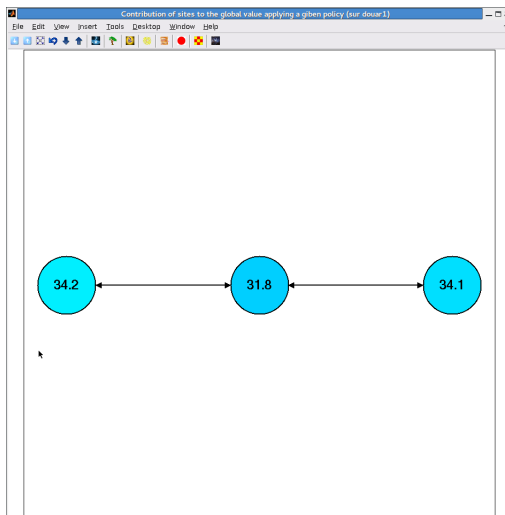 Contribution of sites to the global value applying a giben policy (sur douar1)
File Edit View Insert Tools Desktop Window Help
34.2 31.8 34.1